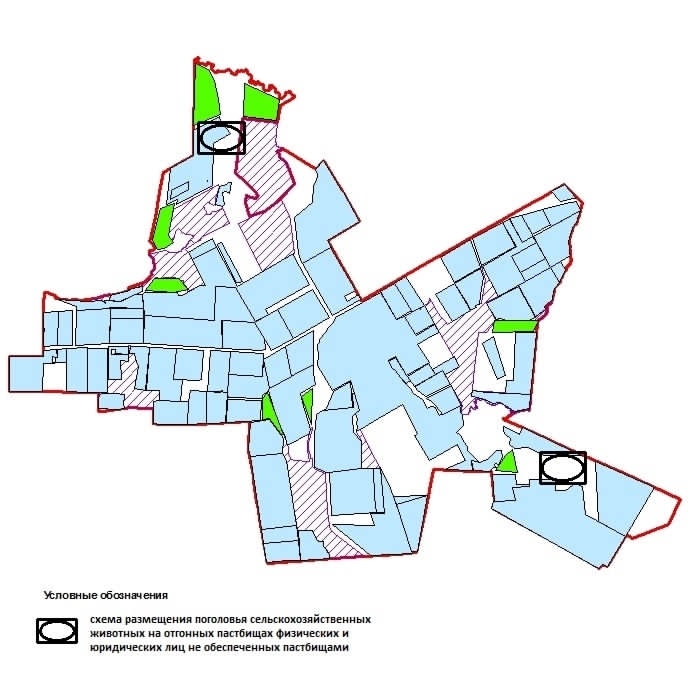 Условные обозначения
схема размещения поголовья сельскохозяйственных
животных на отгонных пастбищах физических и
юридических лиц не обеспеченных пастбищами